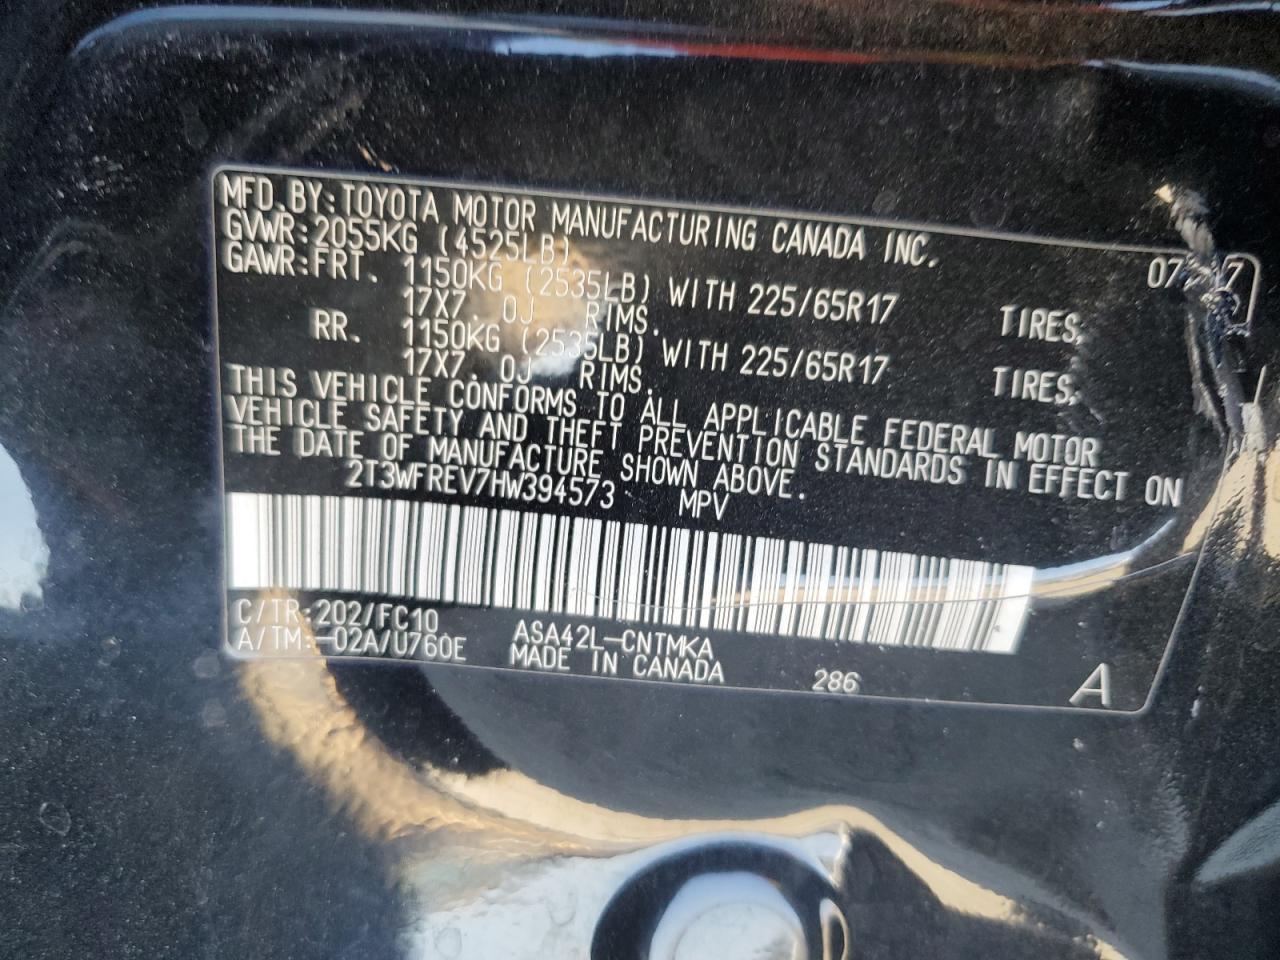 MFD.BY:TOYOTA MOTOR MANUFACTURING CANADA INC.
GVWR:2055KG (4525LB)
GAWR:FRT. 1150KG (2535LB) WITH 225/65R17 TIRES,
17X7.0J RIMS.
RR. 1150KG (2535LB) WITH 225/65R17 TIRES,
17X7.0J RIMS.
THIS VEHICLE CONFORMS TO ALL APPLICABLE FEDERAL MOTOR
VEHICLE SAFETY AND THEFT PREVENTION STANDARDS IN EFFECT ON
THE DATE OF MANUFACTURE SHOWN ABOVE.
2T3WFREV7HW394573 MPV
C/TR:202/FC10
A/TM:-02A/U760E
ASA42L-CNTMKA
MADE IN CANADA
286
A